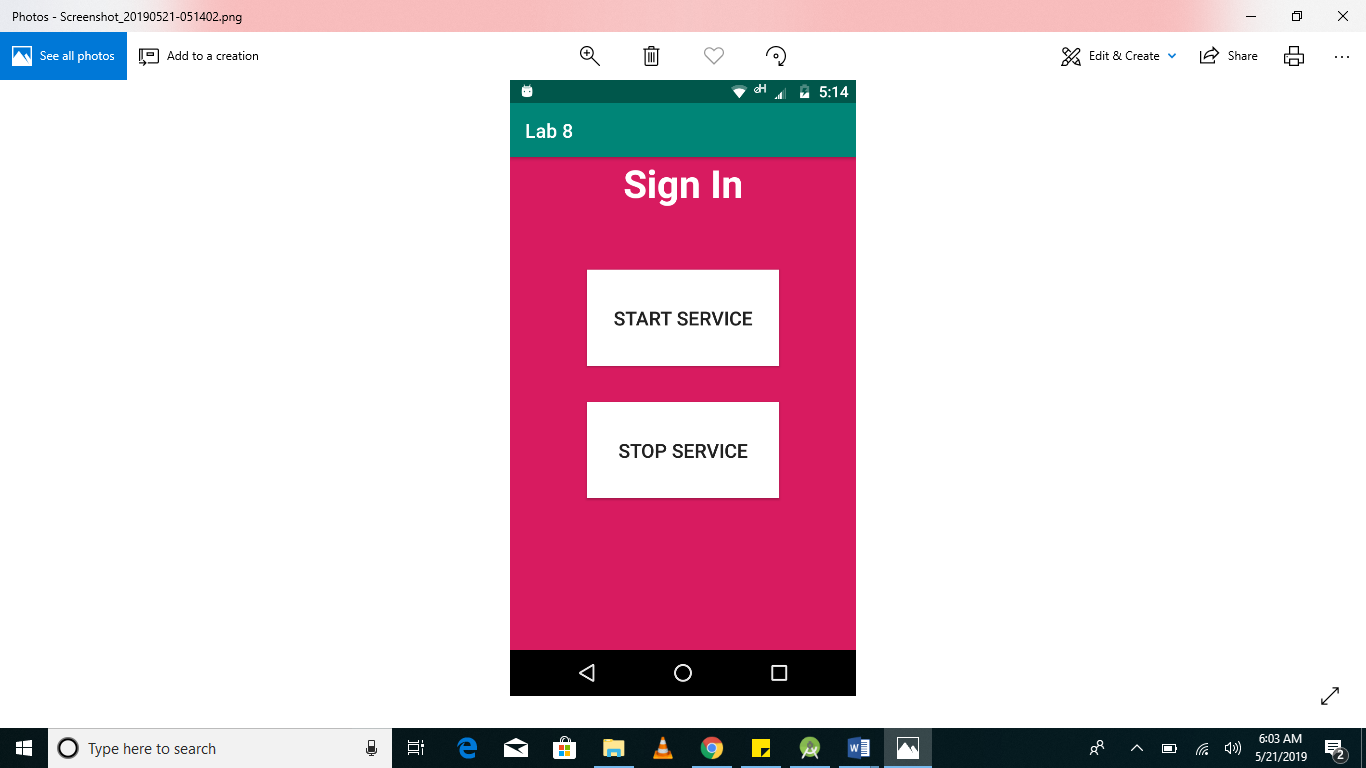 Photos - Screenshot_20190521-051402.png
See all photos
Add to a creation
Edit & Create
Share
5:14
Lab 8
Sign In
START SERVICE
STOP SERVICE
Type here to search
6:03 AM
5/21/2019
2